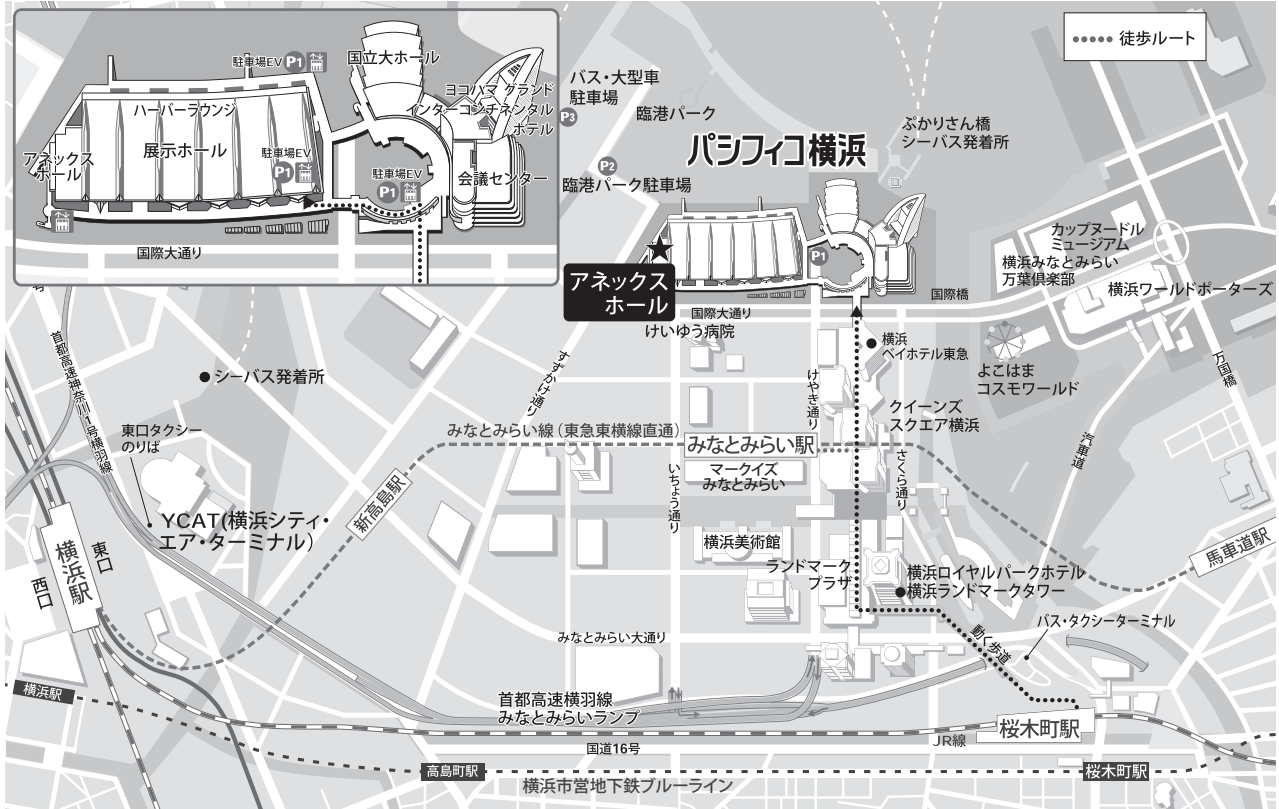 徒歩ルート
駐車場EV P1
国立大ホール
ヨコハマ グランド
インターコンチネンタル
ホテル
ハーバーラウンジ
展示ホール
アネックス
ホール
駐車場EV
P1
駐車場EV
P1
会議センター
国際大通り
バス・大型車
駐車場
P3
臨港パーク
P2
臨港パーク駐車場
パシフィコ横浜
ぷかりさん橋
シーバス発着所
P1
アネックス
ホール
国際大通り
国際橋
けいゆう病院
カップヌードル
ミュージアム
横浜みなとみらい
万葉倶楽部
横浜ワールドポーターズ
横浜
ベイホテル東急
よこはま
コスモワールド
万国橋
首都高速神奈川1号横羽線
シーバス発着所
すずかけ通り
けやき通り
クイーンズ
スクエア横浜
汽車道
東口タクシー
のりば
みなとみらい線(東急東横線直通)
みなとみらい駅
マークイズ
みなとみらい
いちょう通り
さくら通り
新高島駅
YCAT(横浜シティ・
エア・ターミナル)
横浜駅
東口
西口
横浜美術館
ランドマーク
プラザ
横浜ロイヤルパークホテル
横浜ランドマークタワー
馬車道駅
バス・タクシーターミナル
動く歩道
みなとみらい大通り
横浜駅
首都高速横羽線
みなとみらいランプ
桜木町駅
JR線
国道16号
高島町駅
桜木町駅
横浜市営地下鉄ブルーライン